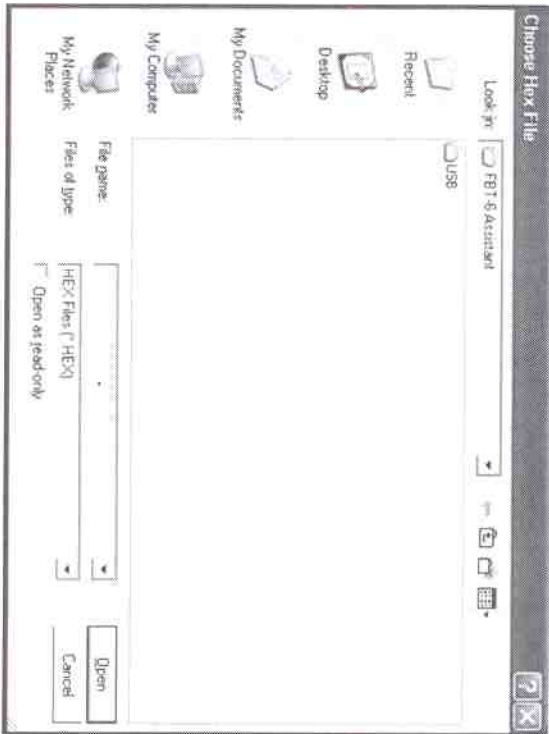 Choose Hex File
Look in: FBT-6 Assistant
Recent
Desktop
My Documents
My Computer
My Network
Places
USB
File name:
Files of type: HEX Files (*.HEX)
Open as read-only
Open
Cancel